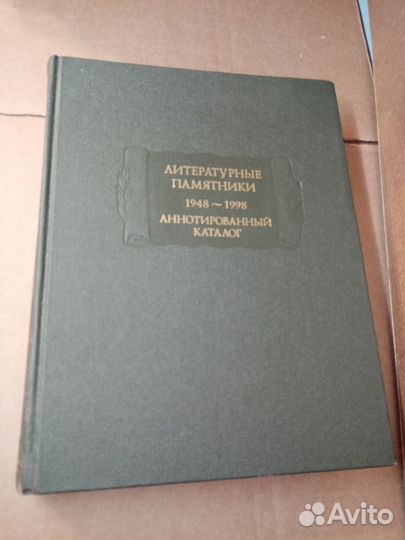 ЛИТЕРАТУРНЫЕ
ПАМЯТНИКИ
1948 ~ 1998
АННОТИРОВАННЫЙ
КАТАЛОГ
Avito